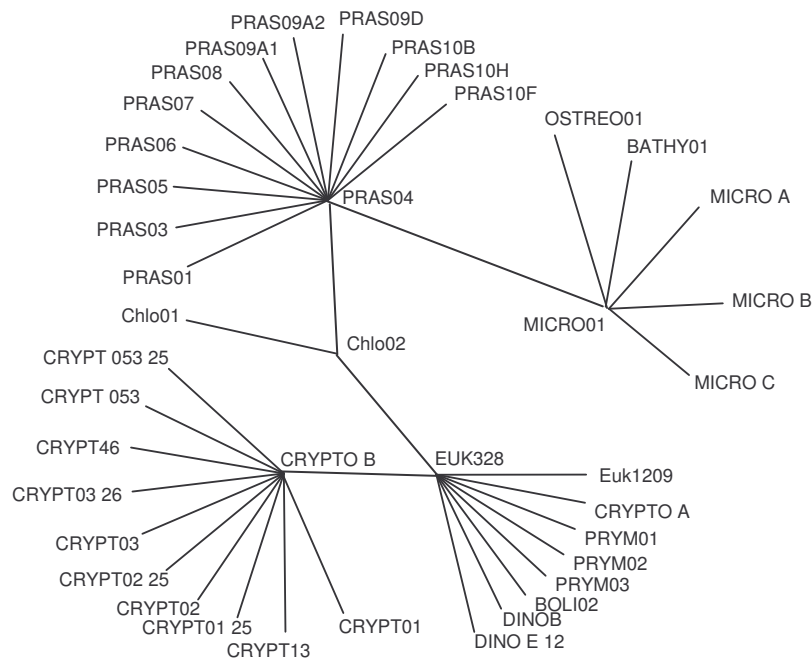 PRAS09A2
PRAS09D
PRAS09A1
PRAS10B
PRAS08
PRAS10H
PRAS07
PRAS10F
OSTREO01
PRAS06
BATHY01
PRAS05
PRAS04
MICRO A
PRAS03
PRAS01
MICRO B
Chlo01
MICRO01
Chlo02
CRYPT 053 25
MICRO C
CRYPT 053
CRYPT46
CRYPTO B
EUK328
Euk1209
CRYPT03 26
CRYPTO A
CRYPT03
PRYM01
PRYM02
CRYPT02 25
PRYM03
CRYPT02
BOLI02
CRYPT01 25
CRYPT01
DINOB
CRYPT13
DINO E 12